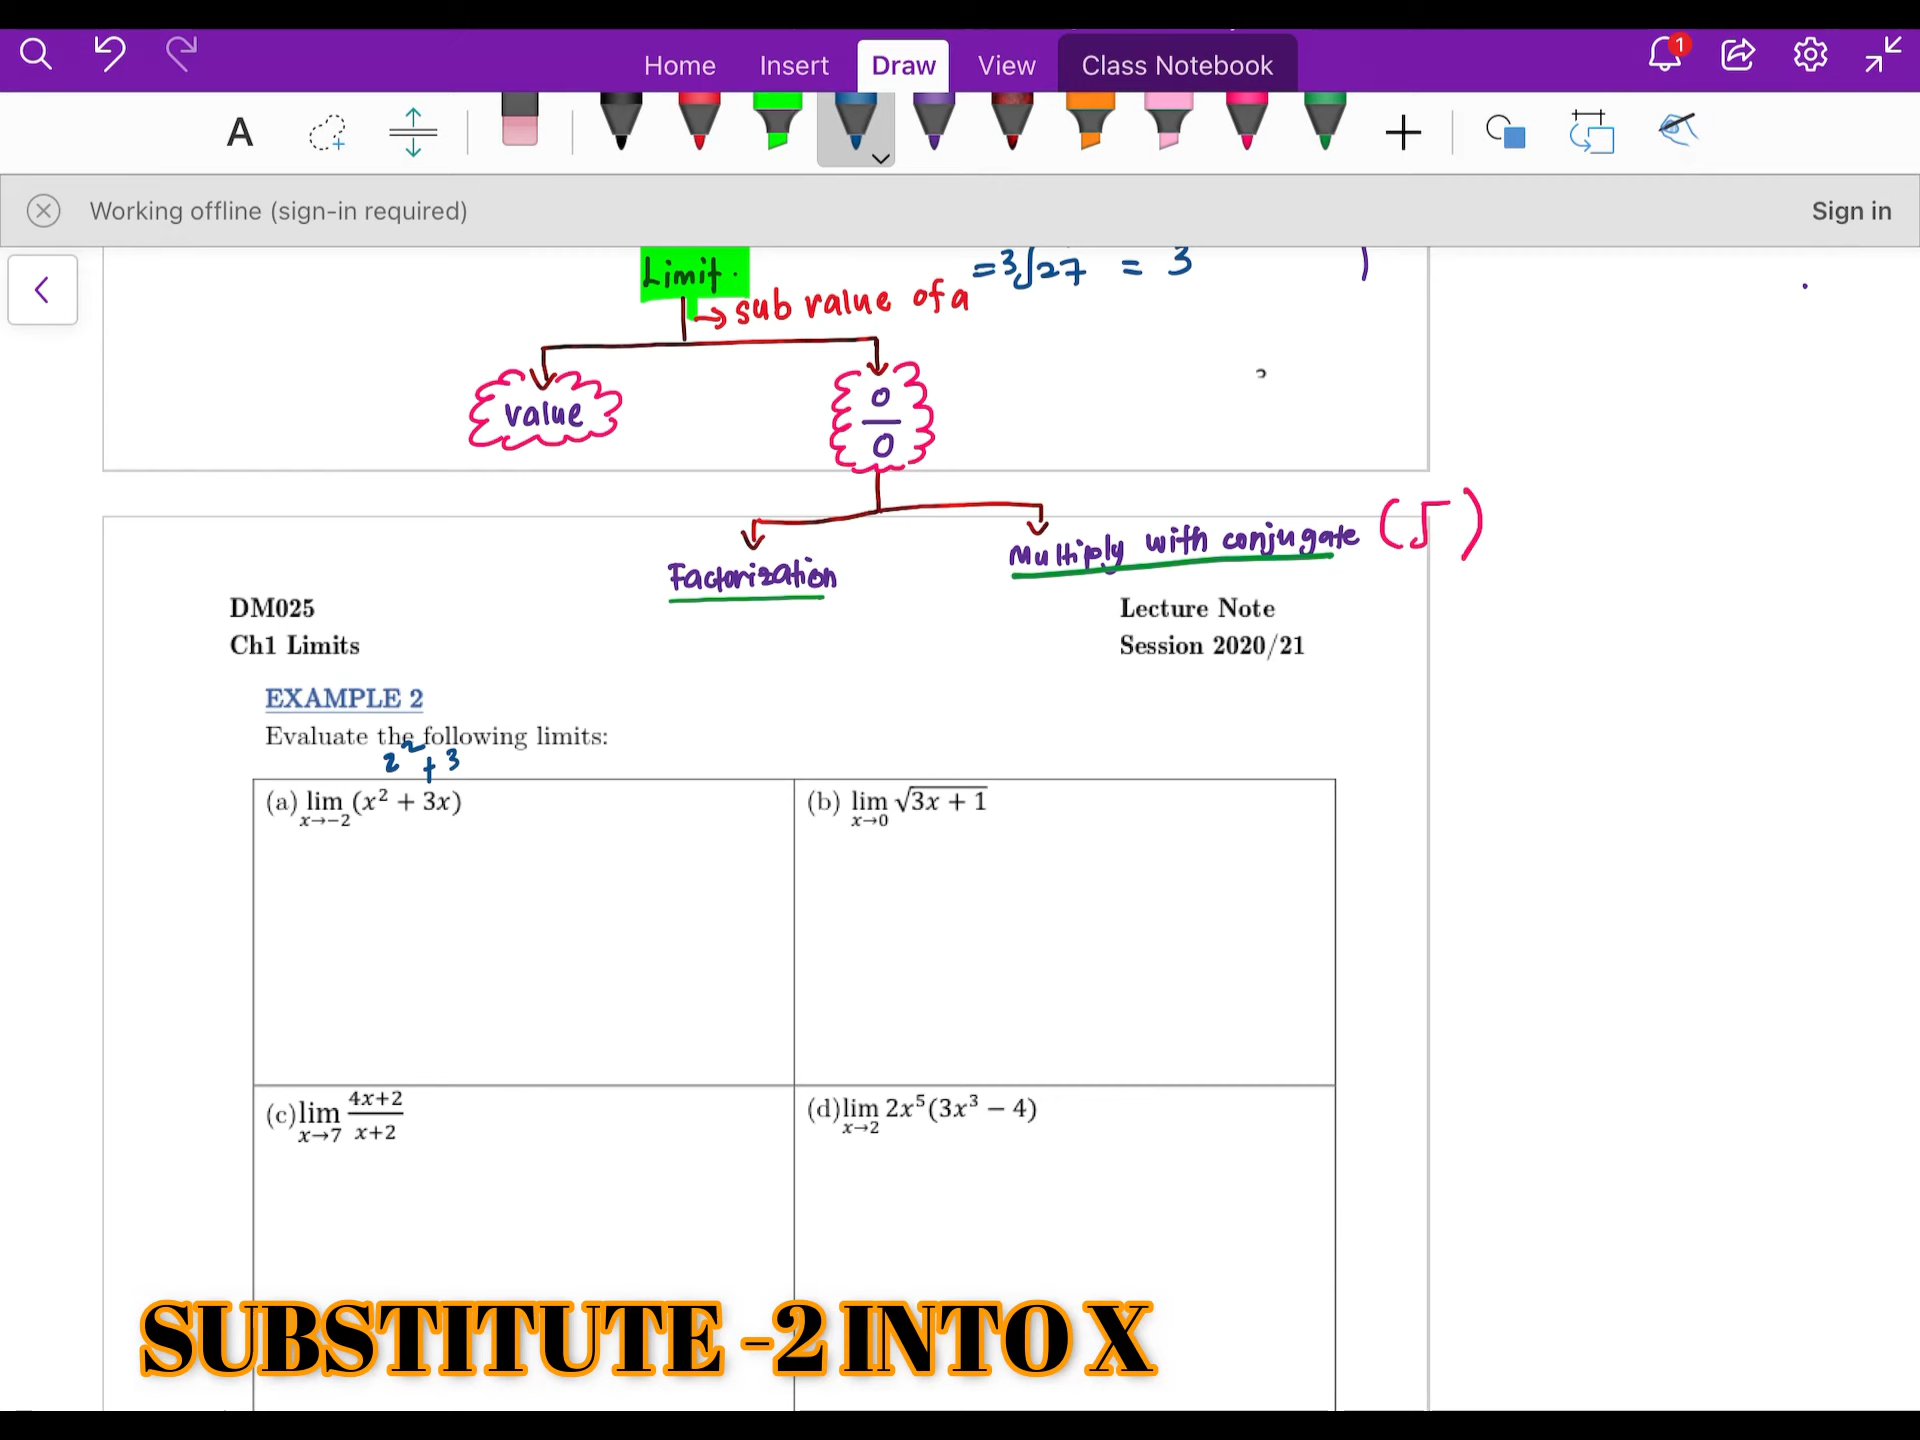 Home Insert Draw View Class Notebook
1
A
Working offline (sign-in required) Sign in
Limit.
→ sub value of a
= ³√27 = 3
value
0
0
Factorization
Multiply with conjugate (√)
DM025 Lecture Note
Ch1 Limits Session 2020/21
EXAMPLE 2
Evaluate the following limits:
2² + 3
(a) lim (x² + 3x)
x→−2
(b) lim √3x + 1
x→0
(c) lim 4x+2
x→7 x+2
(d) lim 2x⁵(3x³ − 4)
x→2
SUBSTITUTE -2 INTO X